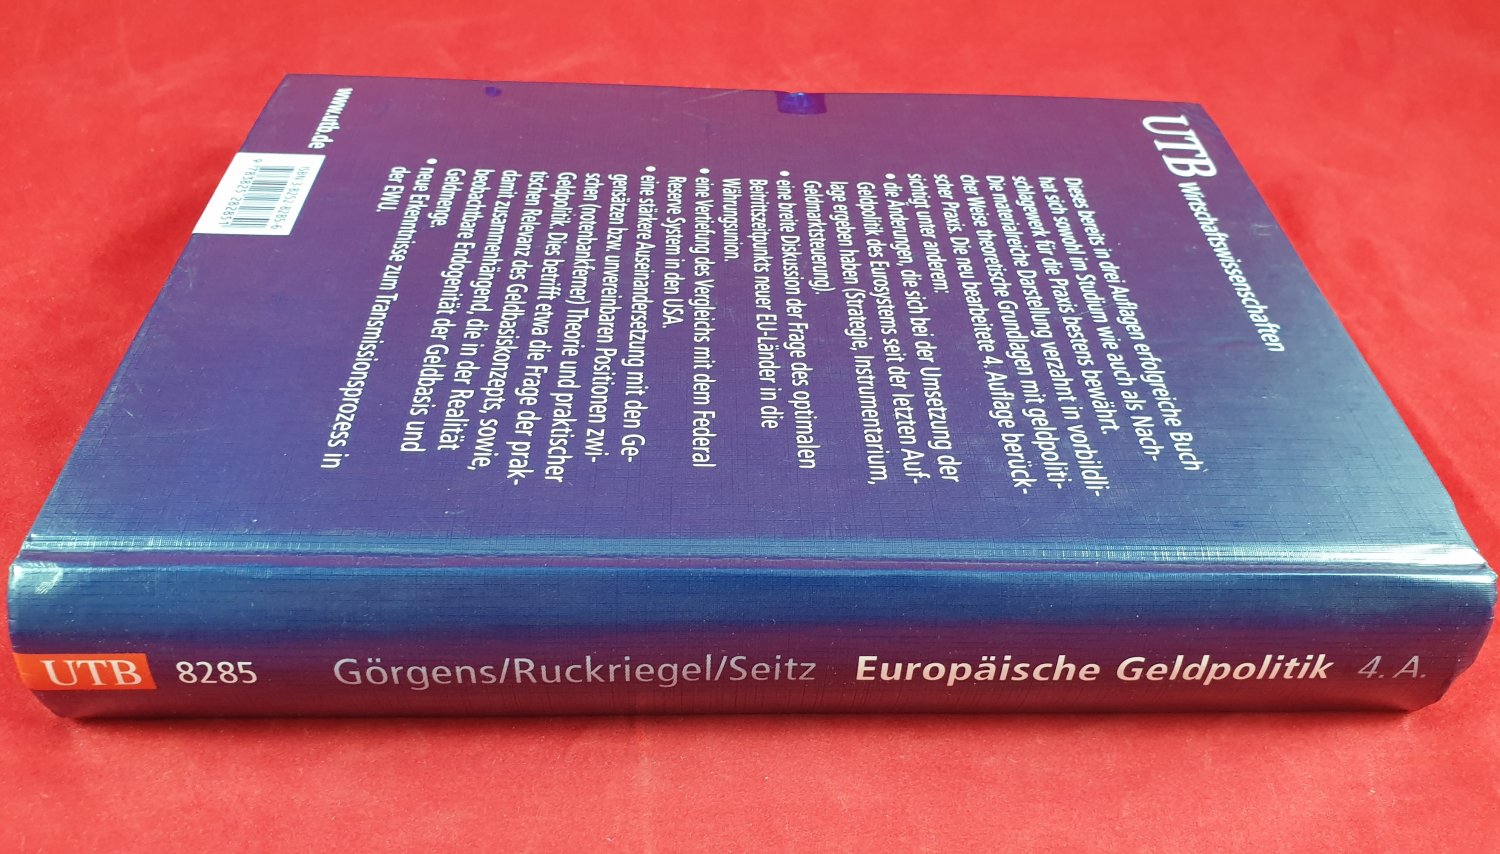 UTB Wirtschaftswissenschaften
Dieses bereits in drei Auflagen erfolgreiche Buch
hat sich sowohl im Studium wie auch als Nach-
schlagewerk für die Praxis bestens bewährt.
Die materialreiche Darstellung verzahnt in vorbildli-
cher Weise theoretische Grundlagen mit geldpoliti-
scher Praxis. Die neu bearbeitete 4. Auflage berück-
sichtigt unter anderem:
• die Änderungen, die sich bei der Umsetzung der
Geldpolitik des Eurosystems seit der letzten Auf-
lage ergeben haben (Strategie, Instrumentarium,
Geldmarktsteuerung).
• eine breite Diskussion der Frage des optimalen
Beitrittszeitpunkts neuer EU-Länder in die
Währungsunion.
• eine Vertiefung des Vergleichs mit dem Federal
Reserve System in den USA.
• eine stärkere Auseinandersetzung mit den Ge-
gensätzen bzw. unvereinbaren Positionen zwi-
schen (notenbankferner) Theorie und praktischer
Geldpolitik. Dies betrifft etwa die Frage der prak-
tischen Relevanz des Geldbasiskonzepts, sowie,
damit zusammenhängend, die in der Realität
beobachtbare Endogenität der Geldbasis und
Geldmenge.
• neue Erkenntnisse zum Transmissionsprozess in
der EWU.
ISBN 3-8252-8285-6
9 783825 282851
www.utb.de
UTB 8285 Görgens/Ruckriegel/Seitz Europäische Geldpolitik 4. A.